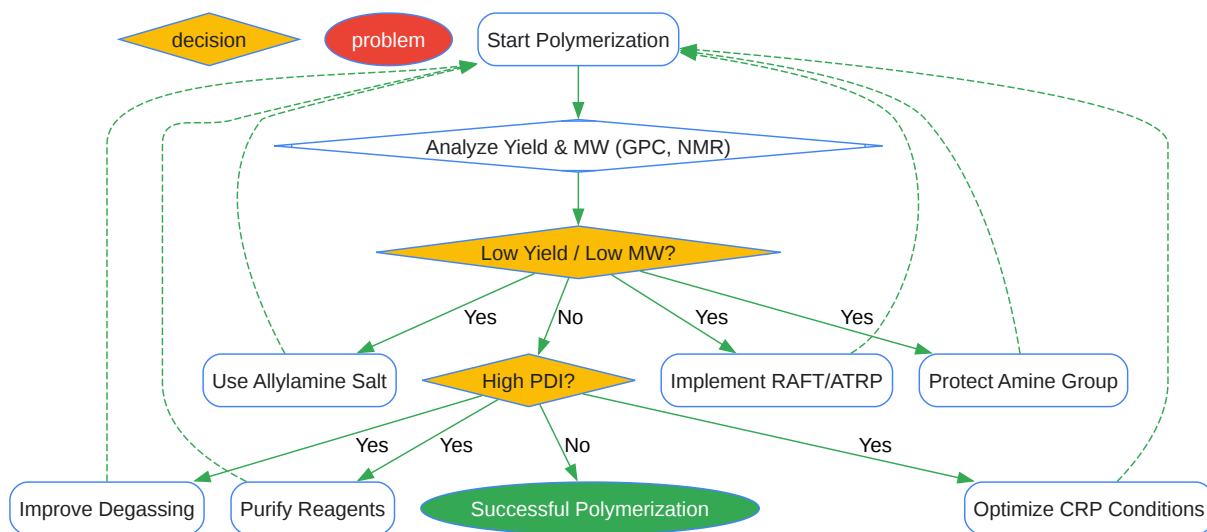 decision
problem
Start Polymerization
Analyze Yield & MW (GPC, NMR)
Low Yield / Low MW?
Yes
No
Yes
Yes
Use Allylamine Salt
High PDI?
Implement RAFT/ATRP
Protect Amine Group
Yes
Yes
No
Yes
Improve Degassing
Purify Reagents
Successful Polymerization
Optimize CRP Conditions